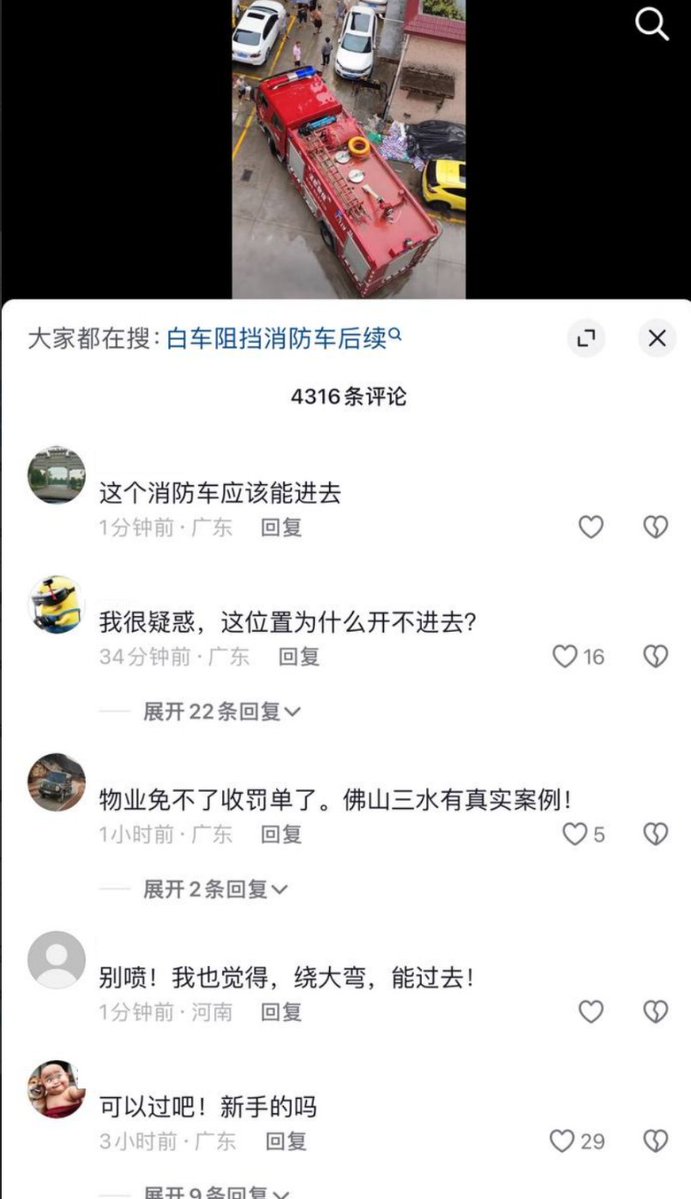 大家都在搜：白车阻挡消防车后续
4316条评论
这个消防车应该能进去
1分钟前·广东 回复
我很疑惑，这位置为什么开不进去？
34分钟前·广东 回复 16
展开22条回复
物业免不了收罚单了。佛山三水有真实案例！
1小时前·广东 回复 5
展开2条回复
别喷！我也觉得，绕大弯，能过去！
1分钟前·河南 回复
可以过吧！新手的吗
3小时前·广东 回复 29
展开9条回复